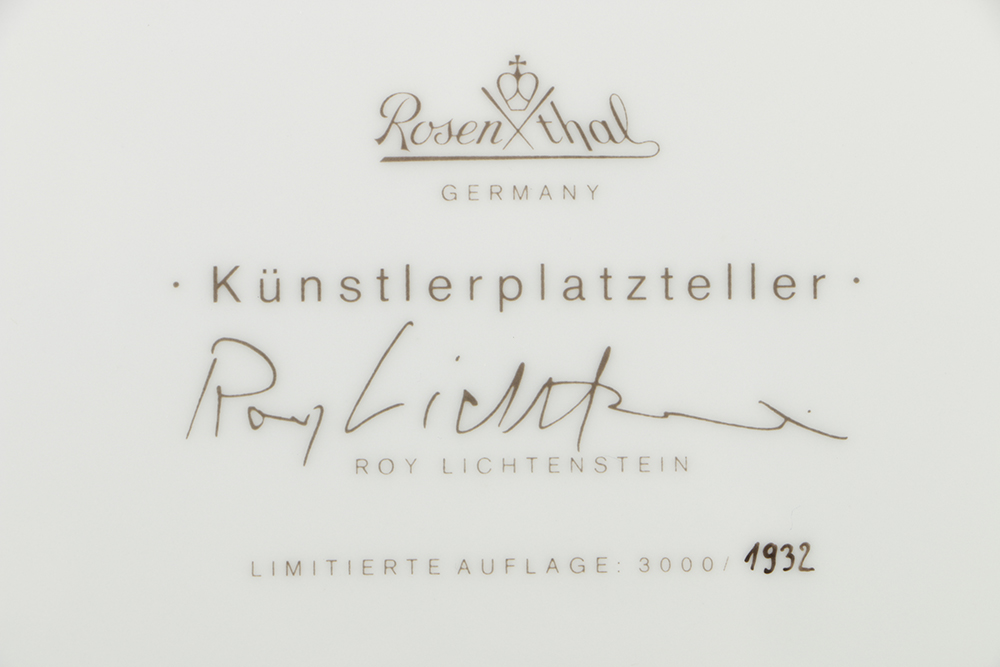 Rosenthal
GERMANY
· Künstlerplatzteller ·
Roy Lichtenstein
ROY LICHTENSTEIN
LIMITIERTE AUFLAGE: 3000/ 1932